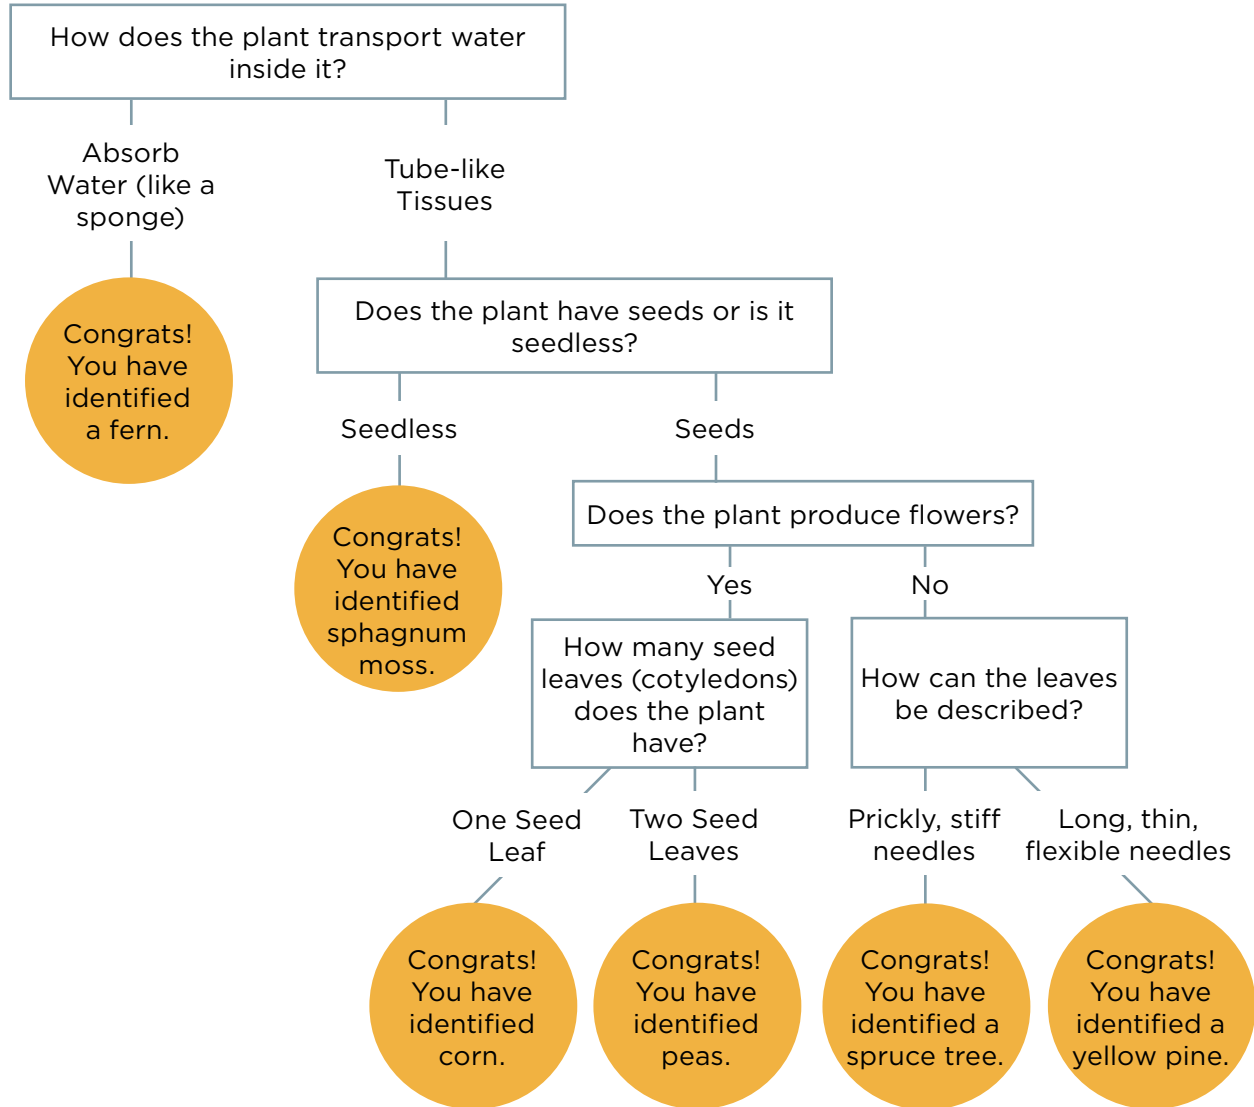 How does the plant transport water
inside it?
Absorb
Water (like a
sponge)
Tube-like
Tissues
Congrats!
You have
identified
a fern.
Does the plant have seeds or is it
seedless?
Seedless
Seeds
Congrats!
You have
identified
sphagnum
moss.
Does the plant produce flowers?
Yes
No
How many seed
leaves (cotyledons)
does the plant
have?
How can the leaves
be described?
One Seed
Leaf
Two Seed
Leaves
Prickly, stiff
needles
Long, thin,
flexible needles
Congrats!
You have
identified
corn.
Congrats!
You have
identified
peas.
Congrats!
You have
identified a
spruce tree.
Congrats!
You have
identified a
yellow pine.